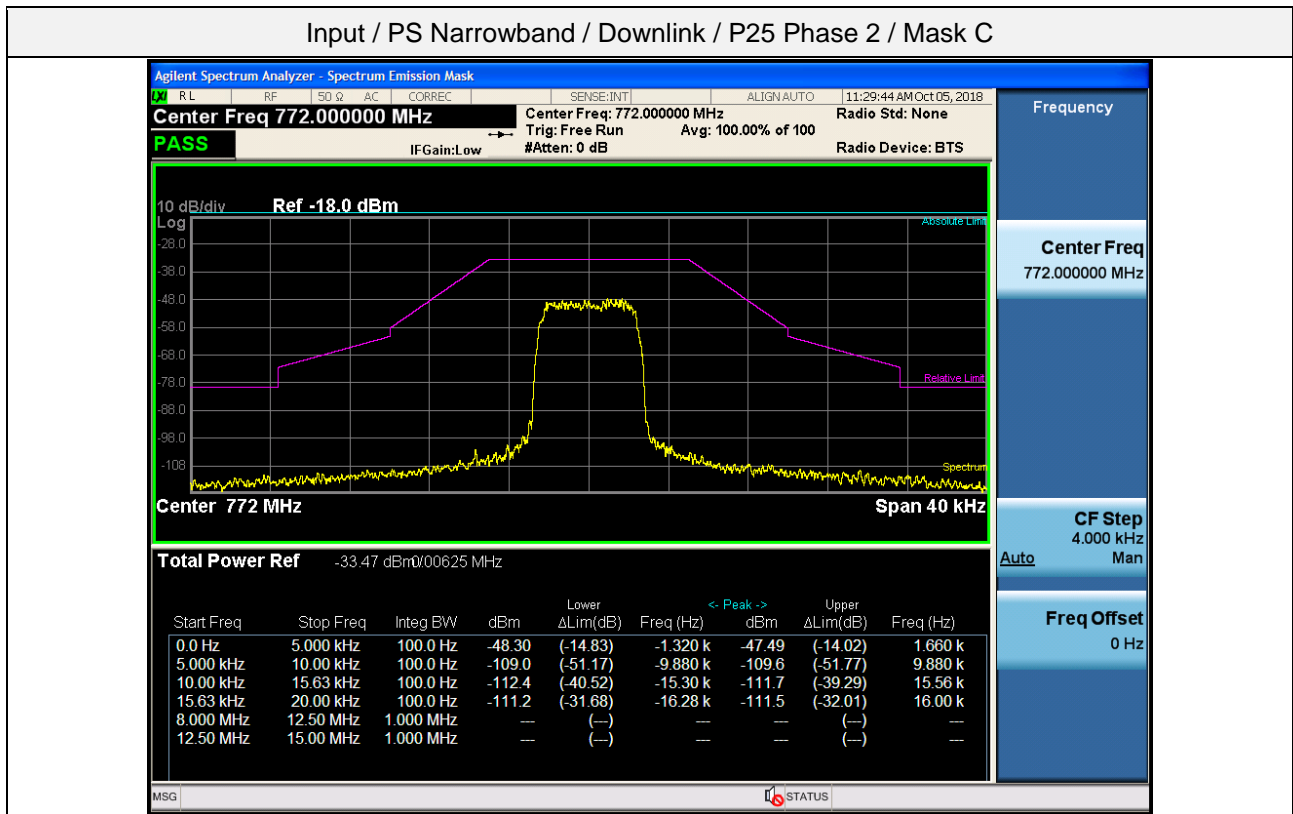 Input / PS Narrowband / Downlink / P25 Phase 2 / Mask C
Agilent Spectrum Analyzer - Spectrum Emission Mask
LXI RL RF 50 Ω AC CORREC SENSE:INT ALIGN AUTO 11:29:44 AM Oct 05, 2018
Center Freq 772.000000 MHz Center Freq: 772.000000 MHz Radio Std: None
Trig: Free Run Avg: 100.00% of 100
PASS IFGain:Low #Atten: 0 dB Radio Device: BTS
Frequency
10 dB/div Ref -18.0 dBm
Log
Absolute Limit
-28.0
-38.0
-48.0
-58.0
-68.0
-78.0
Relative Limit
-88.0
-98.0
-108
Spectrum
Center 772 MHz Span 40 kHz
Center Freq
772.000000 MHz
CF Step
4.000 kHz
Auto Man
Freq Offset
0 Hz
Total Power Ref -33.47 dBm/0.00625 MHz
Lower <- Peak -> Upper
Start Freq Stop Freq Integ BW dBm ΔLim(dB) Freq (Hz) dBm ΔLim(dB) Freq (Hz)
0.0 Hz 5.000 kHz 100.0 Hz -48.30 (-14.83) -1.320 k -47.49 (-14.02) 1.660 k
5.000 kHz 10.00 kHz 100.0 Hz -109.0 (-51.17) -9.880 k -109.6 (-51.77) 9.880 k
10.00 kHz 15.63 kHz 100.0 Hz -112.4 (-40.52) -15.30 k -111.7 (-39.29) 15.56 k
15.63 kHz 20.00 kHz 100.0 Hz -111.2 (-31.68) -16.28 k -111.5 (-32.01) 16.00 k
8.000 MHz 12.50 MHz 1.000 MHz --- (---) --- --- (---) ---
12.50 MHz 15.00 MHz 1.000 MHz --- (---) --- --- (---) ---
MSG STATUS